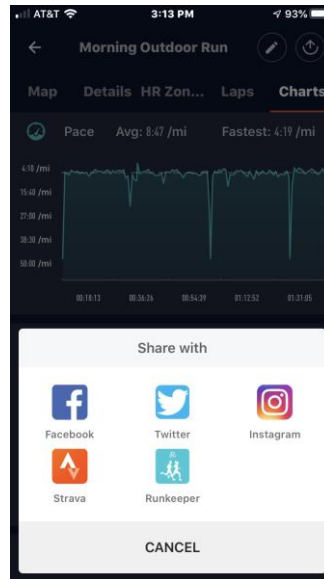 AT&T 3:13 PM 93%
Morning Outdoor Run
Map Details HR Zon... Laps Charts
Pace Avg: 8:47 /mi Fastest: 4:19 /mi
4:10 /mi
15:40 /mi
27:00 /mi
38:30 /mi
50:00 /mi
00:18:13 00:36:26 00:54:39 01:12:52 01:31:05
Share with
Facebook Twitter Instagram
Strava Runkeeper
CANCEL